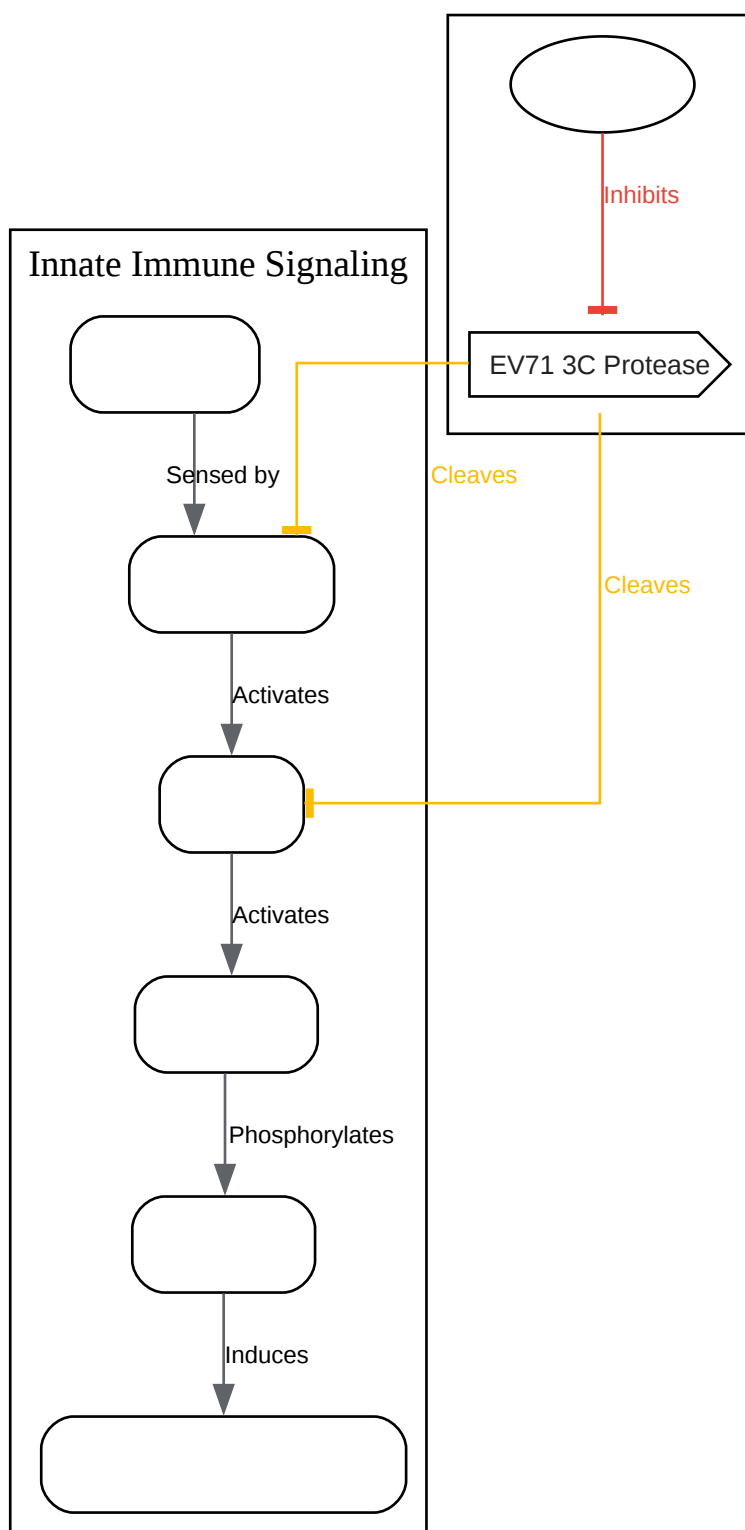 Inhibits
Innate Immune Signaling
EV71 3C Protease
Sensed by
Cleaves
Cleaves
Activates
Activates
Phosphorylates
Induces